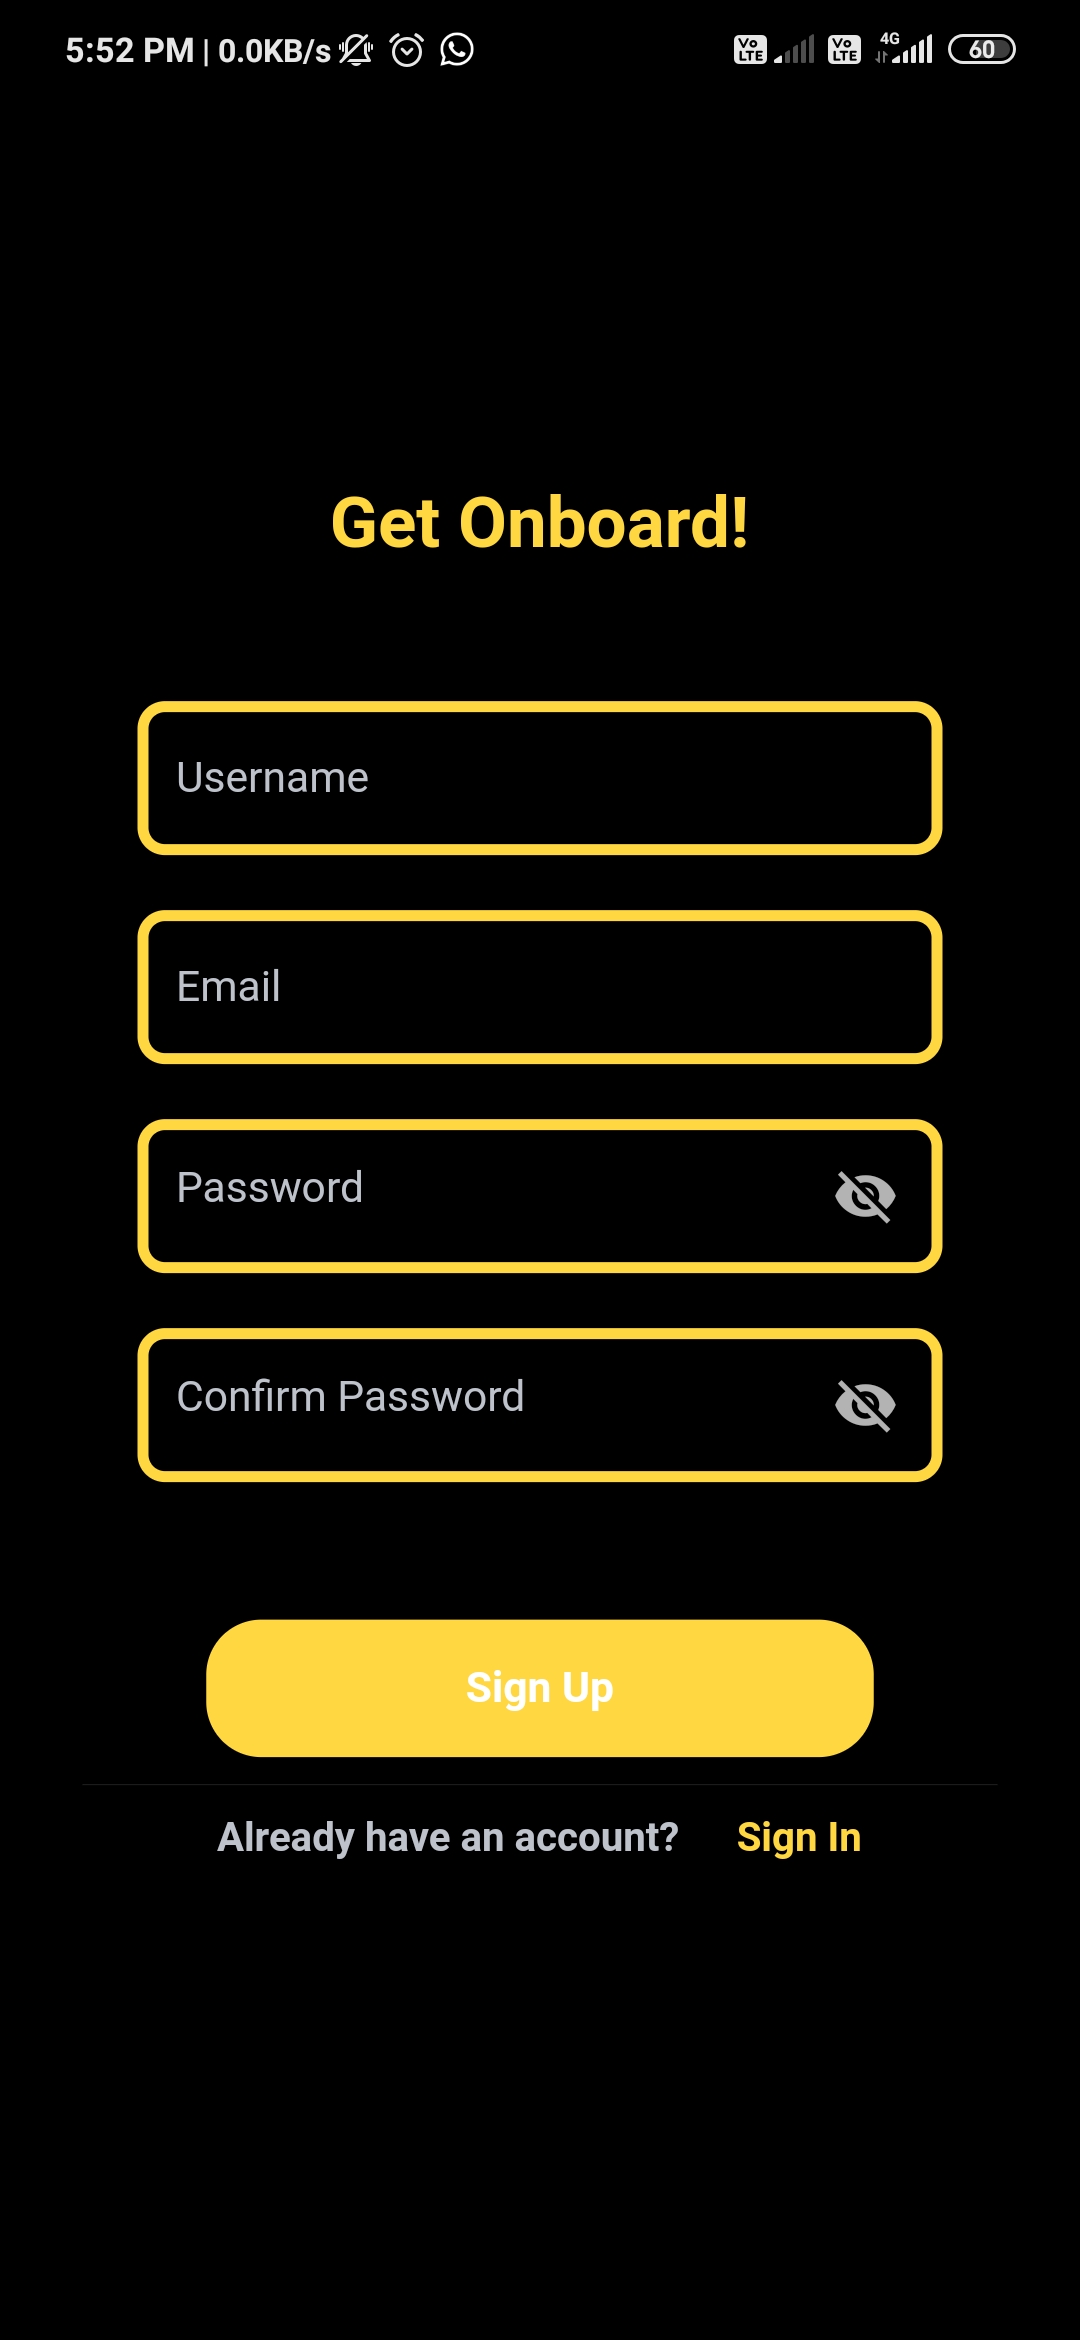 5:52 PM | 0.0KB/s Vo LTE Vo LTE 4G 60
Get Onboard!
Username
Email
Password
Confirm Password
Sign Up
Already have an account? Sign In